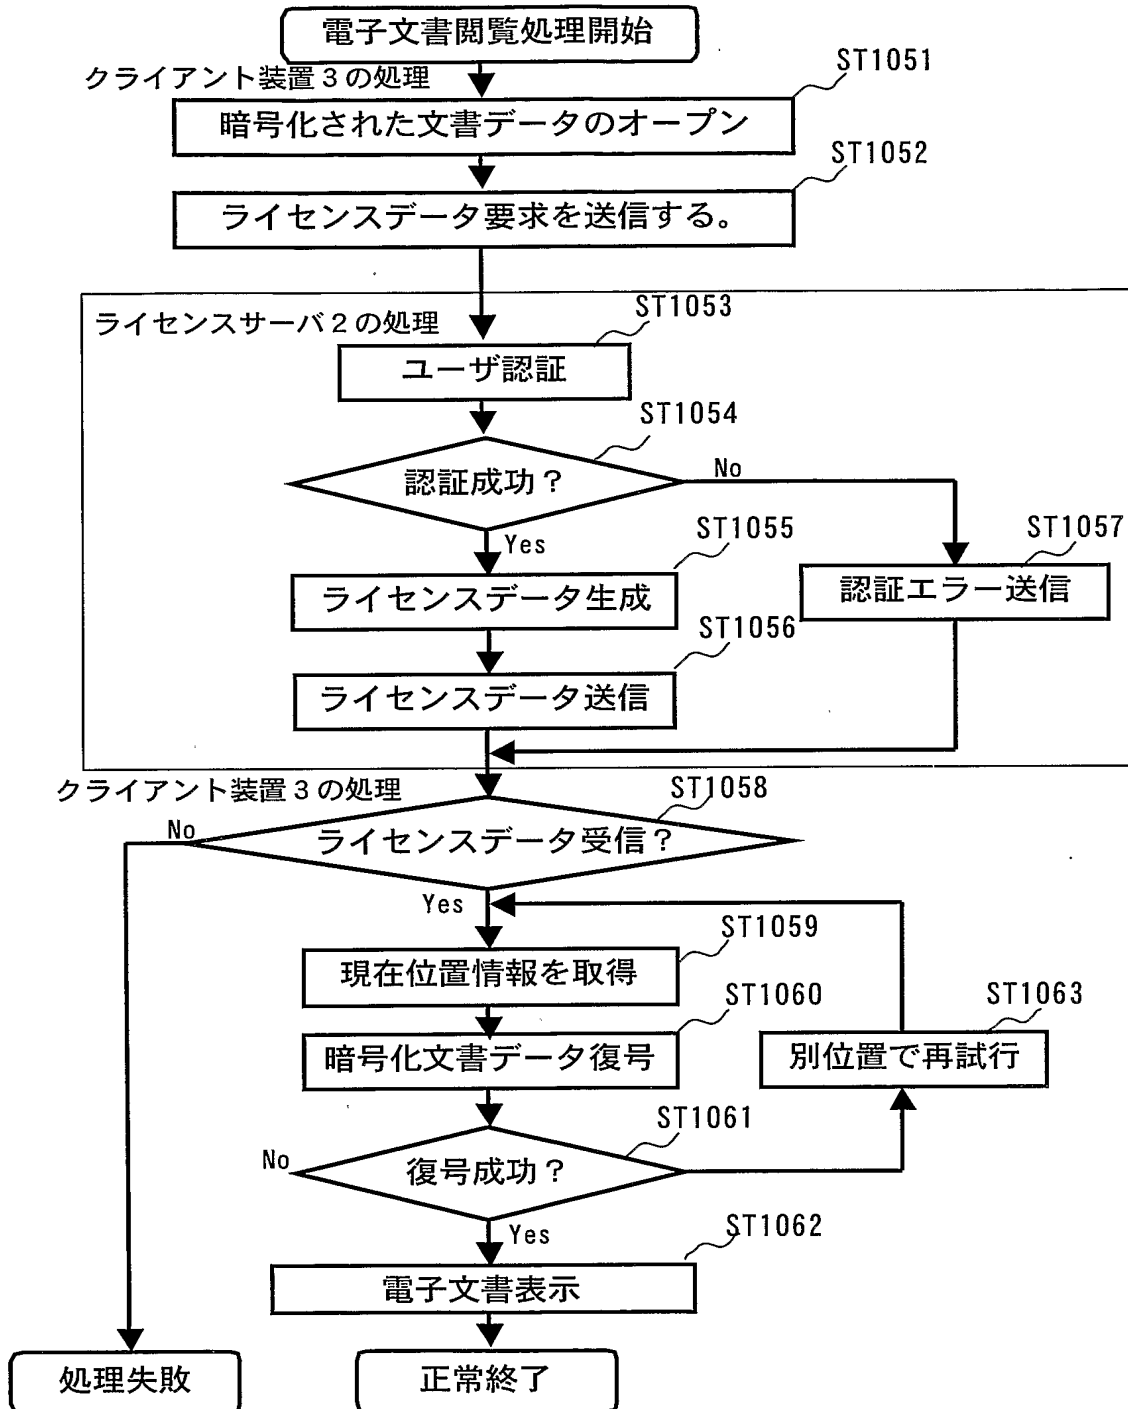 電子文書閲覧処理開始
クライアント装置3の処理
ST1051
暗号化された文書データのオープン
ST1052
ライセンスデータ要求を送信する。
ライセンスサーバ2の処理
ST1053
ユーザ認証
ST1054
認証成功?
No
Yes
ST1055
ライセンスデータ生成
ST1057
認証エラー送信
ST1056
ライセンスデータ送信
クライアント装置3の処理
ST1058
ライセンスデータ受信?
No
Yes
ST1059
現在位置情報を取得
ST1060
暗号化文書データ復号
ST1063
別位置で再試行
ST1061
復号成功?
No
Yes
ST1062
電子文書表示
処理失敗
正常終了